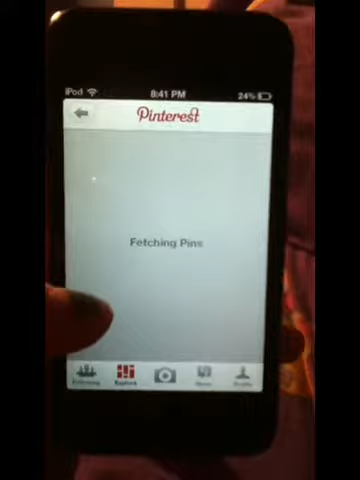 iPod 8:41 PM 24%
Pinterest
Fetching Pins
Following Explore News Profile